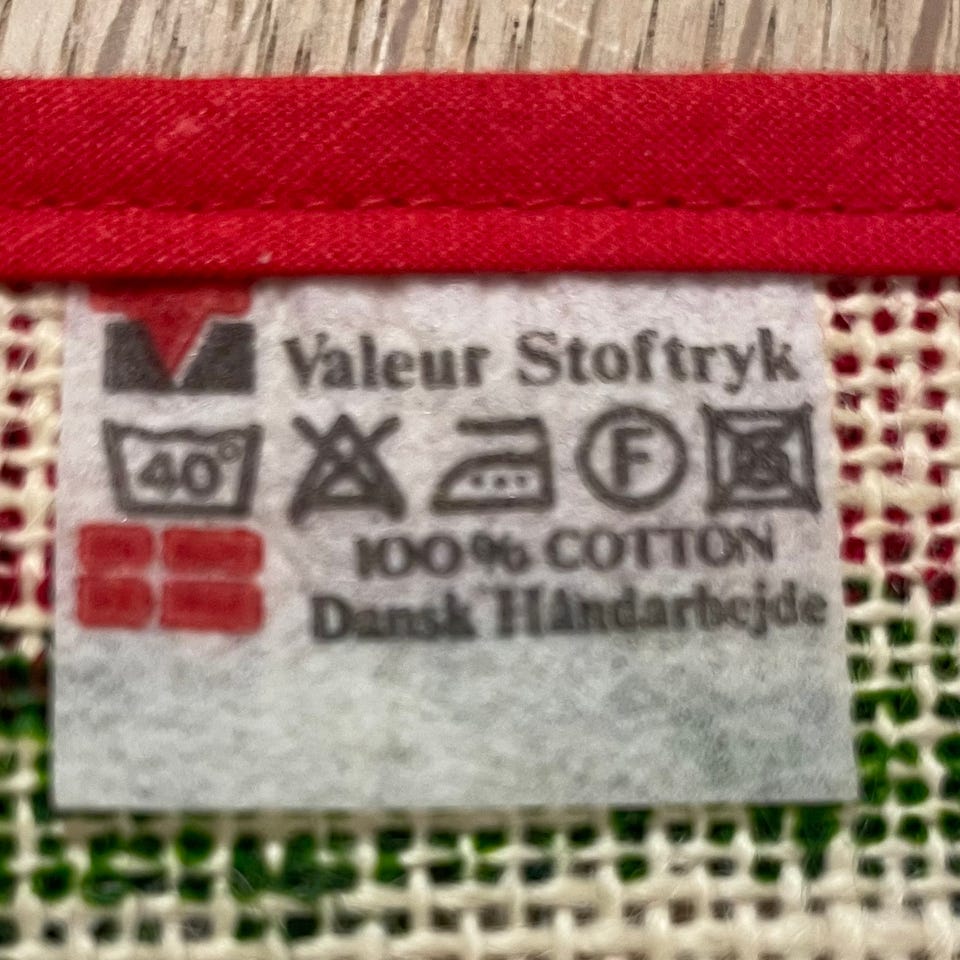 Valeur Stoftryk
40°
F
100% COTTON
Dansk Håndarbejde